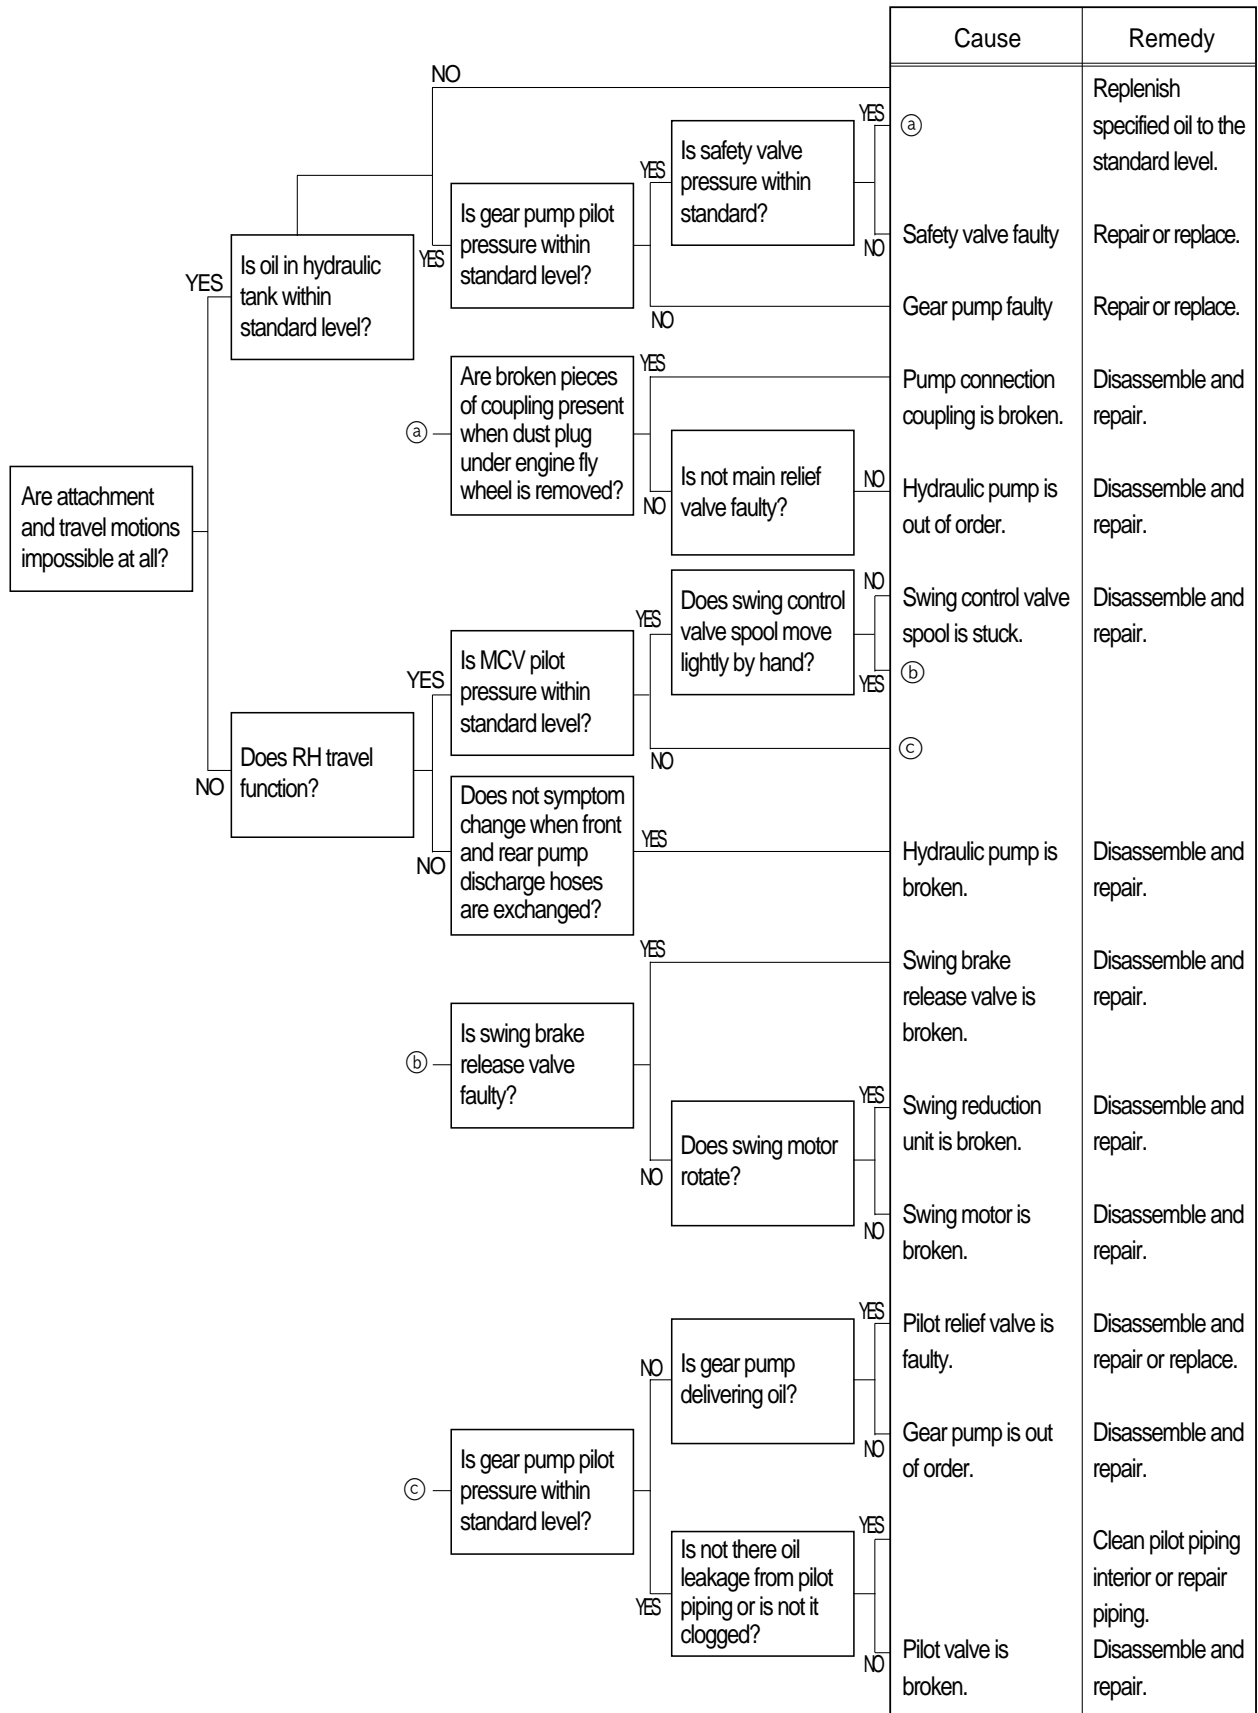 Cause
Remedy
NO
Replenish
specified oil to the
standard level.
YES
ⓐ
Is safety valve
pressure within
standard?
YES
NO
Safety valve faulty
Repair or replace.
Is gear pump pilot
pressure within
standard level?
YES
NO
Gear pump faulty
Repair or replace.
Is oil in hydraulic
tank within
standard level?
YES
Are broken pieces
of coupling present
when dust plug
under engine fly
wheel is removed?
ⓐ
YES
Pump connection
coupling is broken.
Disassemble and
repair.
NO
Is not main relief
valve faulty?
NO
Hydraulic pump is
out of order.
Disassemble and
repair.
Are attachment
and travel motions
impossible at all?
Does swing control
valve spool move
lightly by hand?
NO
Swing control valve
spool is stuck.
Disassemble and
repair.
YES
ⓑ
YES
Is MCV pilot
pressure within
standard level?
YES
NO
ⓒ
NO
Does RH travel
function?
NO
Does not symptom
change when front
and rear pump
discharge hoses
are exchanged?
YES
Hydraulic pump is
broken.
Disassemble and
repair.
YES
Swing brake
release valve is
broken.
Disassemble and
repair.
ⓑ
Is swing brake
release valve
faulty?
NO
Does swing motor
rotate?
YES
Swing reduction
unit is broken.
Disassemble and
repair.
NO
Swing motor is
broken.
Disassemble and
repair.
NO
Is gear pump
delivering oil?
YES
Pilot relief valve is
faulty.
Disassemble and
repair or replace.
NO
Gear pump is out
of order.
Disassemble and
repair.
ⓒ
Is gear pump pilot
pressure within
standard level?
YES
Is not there oil
leakage from pilot
piping or is not it
clogged?
YES
Clean pilot piping
interior or repair
piping.
NO
Pilot valve is
broken.
Disassemble and
repair.